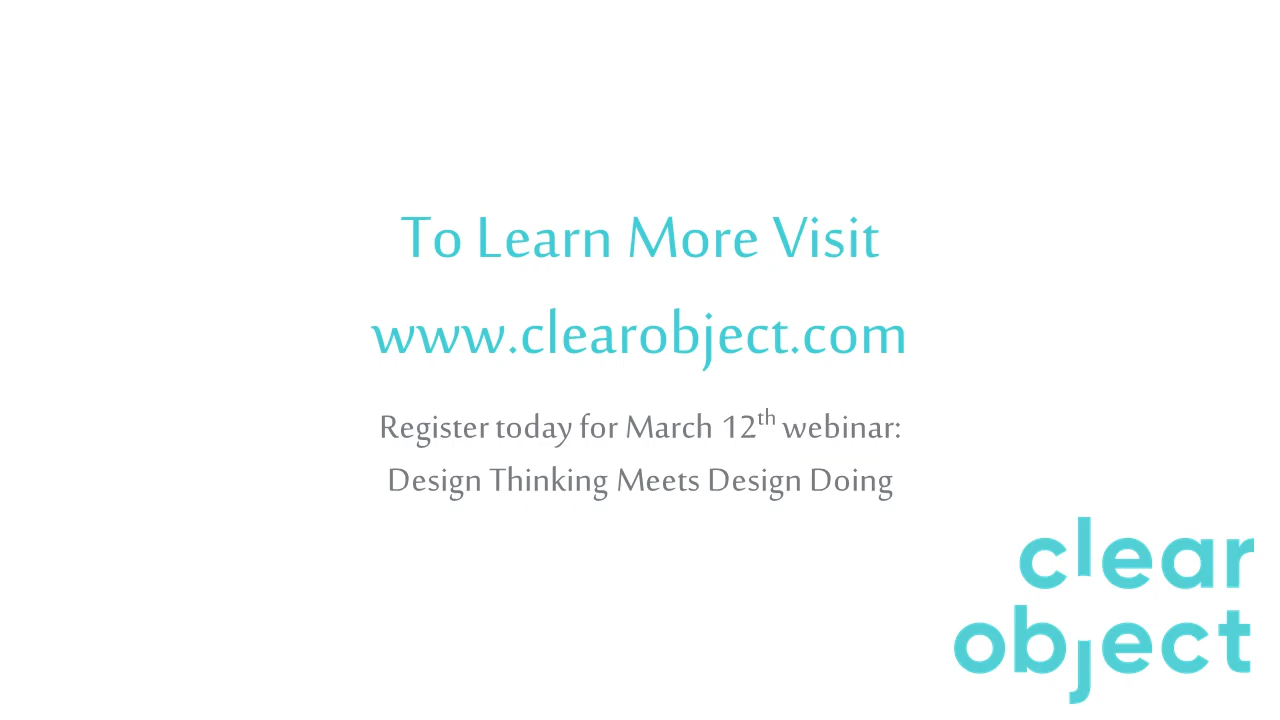 To Learn More Visit
www.clearobject.com
Register today for March 12th webinar:
Design Thinking Meets Design Doing
clear
object